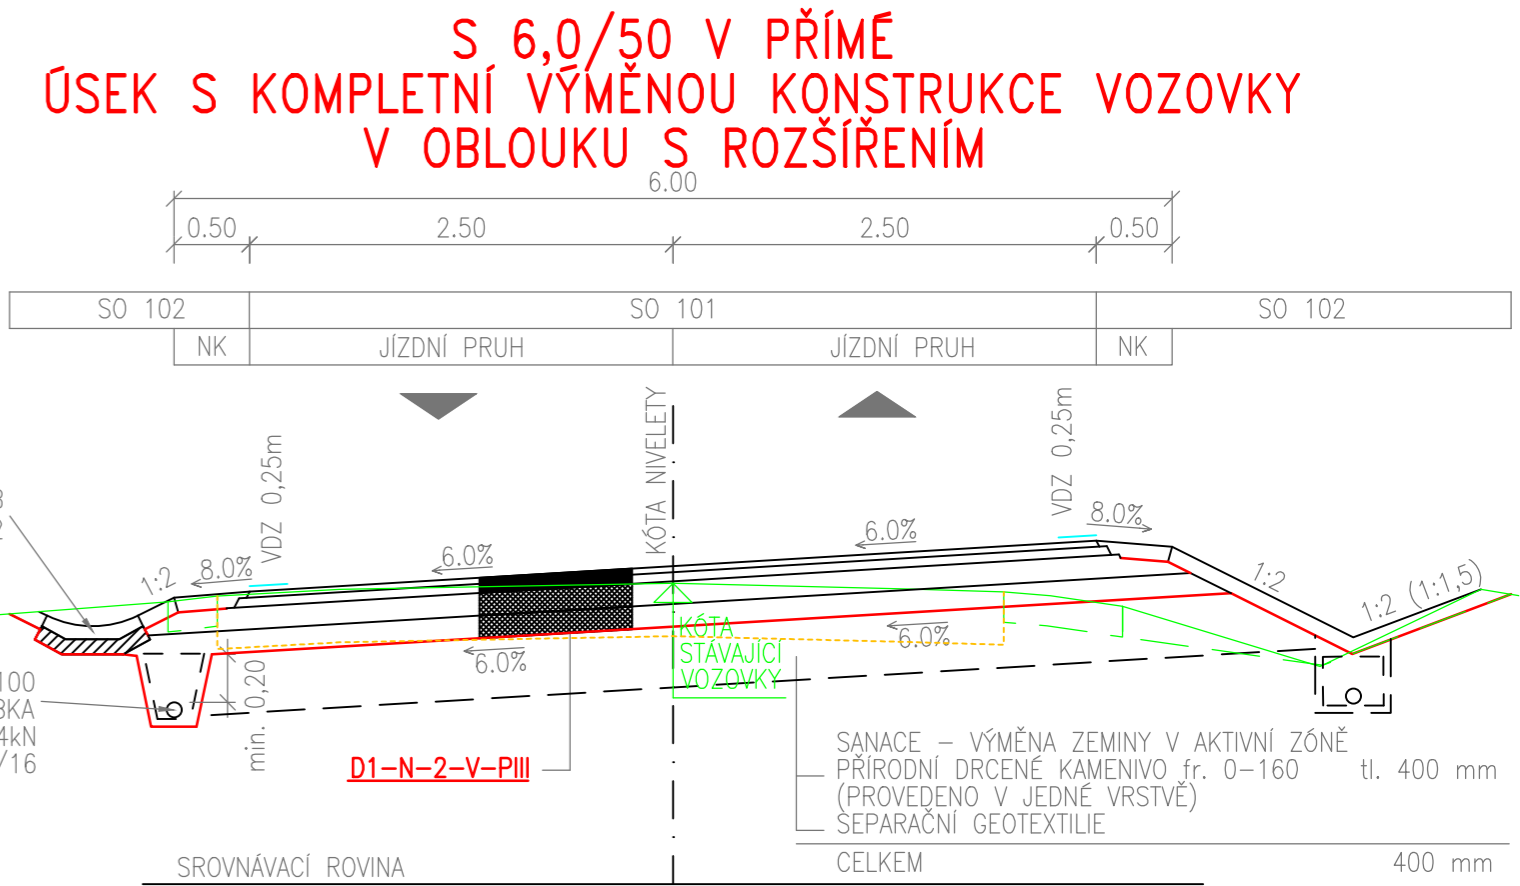 S 6,0/50 V PŘÍMÉ
ÚSEK S KOMPLETNÍ VÝMĚNOU KONSTRUKCE VOZOVKY
V OBLOUKU S ROZŠÍŘENÍM
6.00
0.50 2.50 2.50 0.50
SO 102 SO 101 SO 102
NK JÍZDNÍ PRUH JÍZDNÍ PRUH NK
VDZ 0,25m
KÓTA NIVELETY
VDZ 0,25m
1:2 8.0% 6.0% 6.0% 8.0%
1:2 1:2 (1:1,5)
6.0% 6.0%
KÓTA
STÁVAJÍCÍ
VOZOVKY
min. 0,20
100
4kN
/16
D1-N-2-V-PIII
SANACE – VÝMĚNA ZEMINY V AKTIVNÍ ZÓNĚ
PŘÍRODNÍ DRCENÉ KAMENIVO fr. 0-160 tl. 400 mm
(PROVEDENO V JEDNÉ VRSTVĚ)
SEPARAČNÍ GEOTEXTILIE
CELKEM 400 mm
SROVNÁVACÍ ROVINA